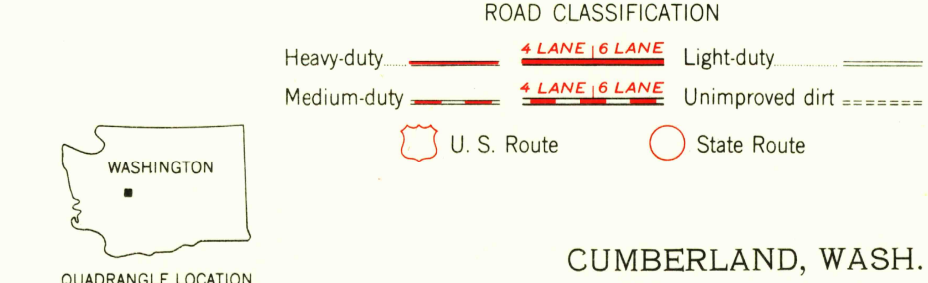 ROAD CLASSIFICATION
Heavy-duty 4 LANE | 6 LANE Light-duty
Medium-duty 4 LANE | 6 LANE Unimproved dirt
U. S. Route State Route
WASHINGTON
QUADRANGLE LOCATION
CUMBERLAND, WASH.